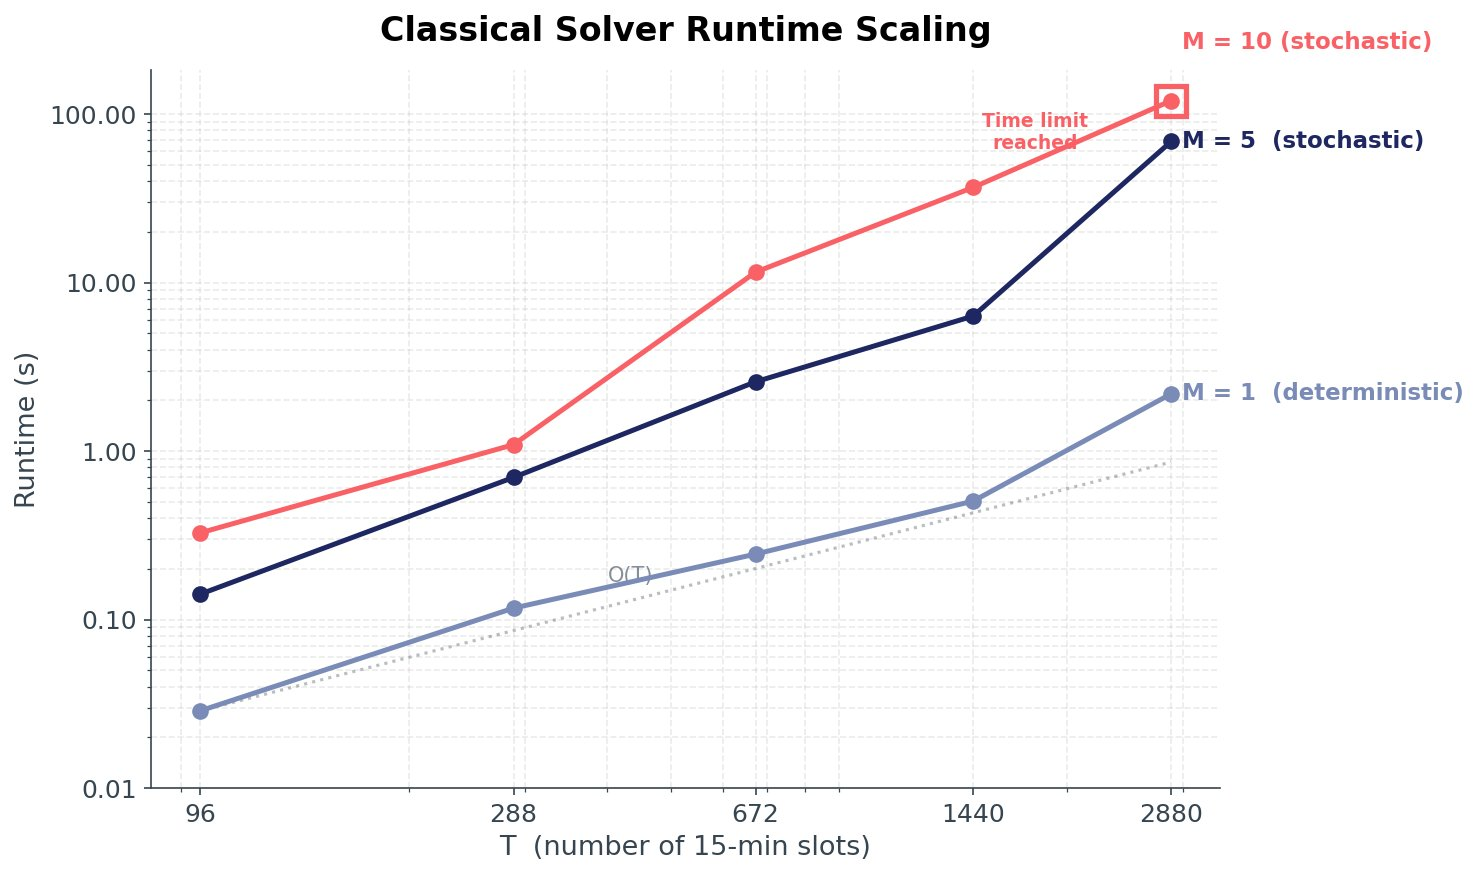 Classical Solver Runtime Scaling
M = 10 (stochastic)
100.00
Time limit
reached
M = 5  (stochastic)
10.00
M = 1  (deterministic)
1.00
Runtime (s)
O(T)
0.10
0.01
96
288
672
1440
2880
T  (number of 15-min slots)